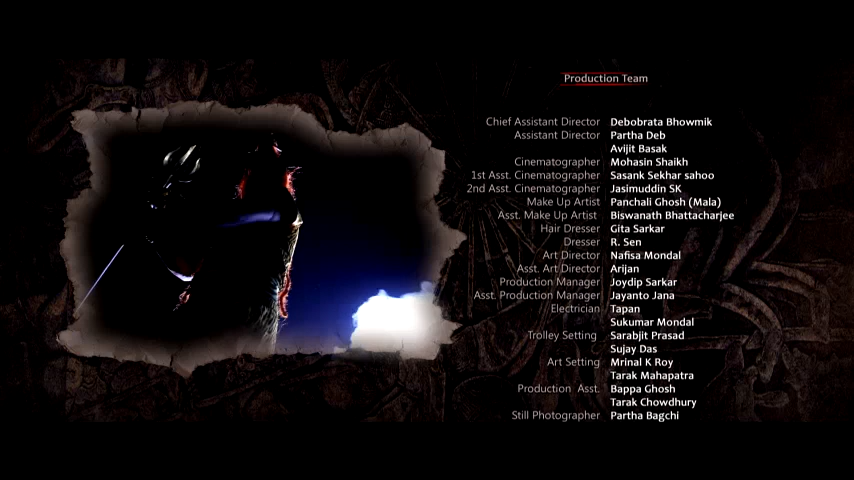 Production Team
Chief Assistant Director Debobrata Bhowmik
Assistant Director Partha Deb
Avijit Basak
Cinematographer Mohasin Shaikh
1st Asst. Cinematographer Sasank Sekhar sahoo
2nd Asst. Cinematographer Jasimuddin SK
Make Up Artist Panchali Ghosh (Mala)
Asst. Make Up Artist Biswanath Bhattacharjee
Hair Dresser Gita Sarkar
Dresser R. Sen
Art Director Nafisa Mondal
Asst. Art Director Arijan
Production Manager Joydip Sarkar
Asst. Production Manager Jayanto Jana
Electrician Tapan
Sukumar Mondal
Trolley Setting Sarabjit Prasad
Sujay Das
Art Setting Mrinal K Roy
Tarak Mahapatra
Production Asst. Bappa Ghosh
Tarak Chowdhury
Still Photographer Partha Bagchi